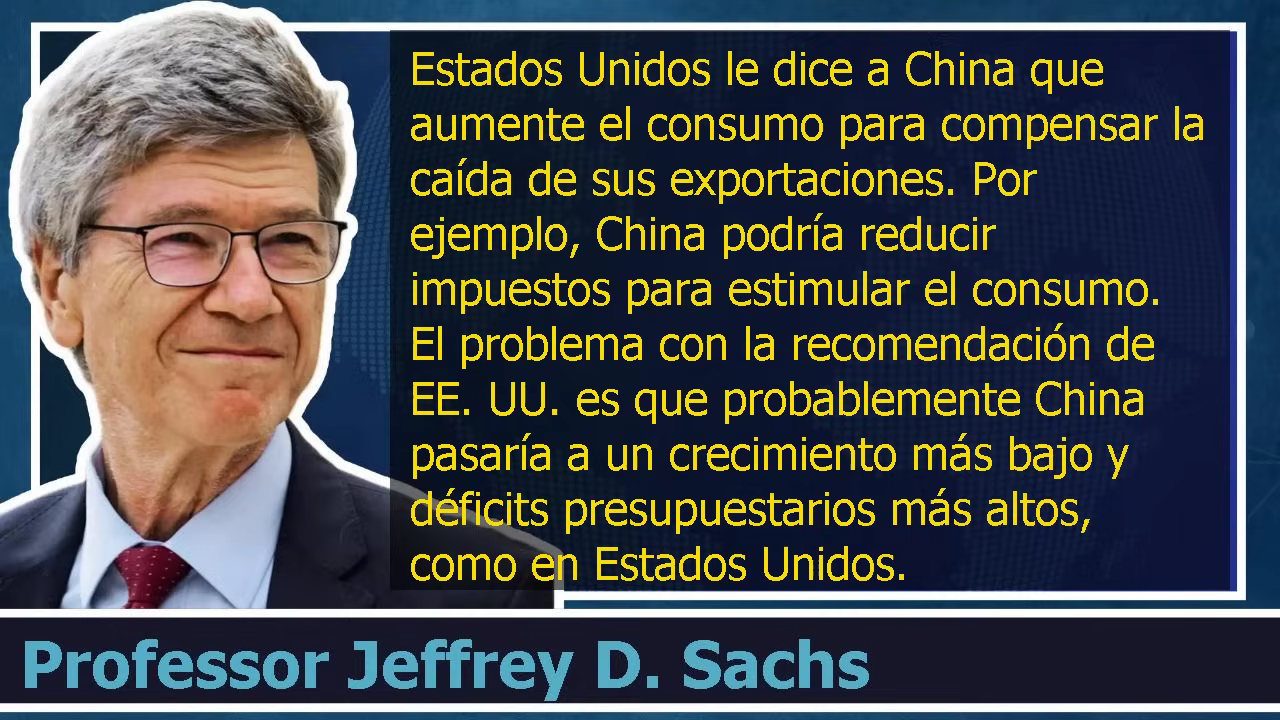 Estados Unidos le dice a China que
aumente el consumo para compensar la
caída de sus exportaciones. Por
ejemplo, China podría reducir
impuestos para estimular el consumo.
El problema con la recomendación de
EE. UU. es que probablemente China
pasaría a un crecimiento más bajo y
déficits presupuestarios más altos,
como en Estados Unidos.
Professor Jeffrey D. Sachs